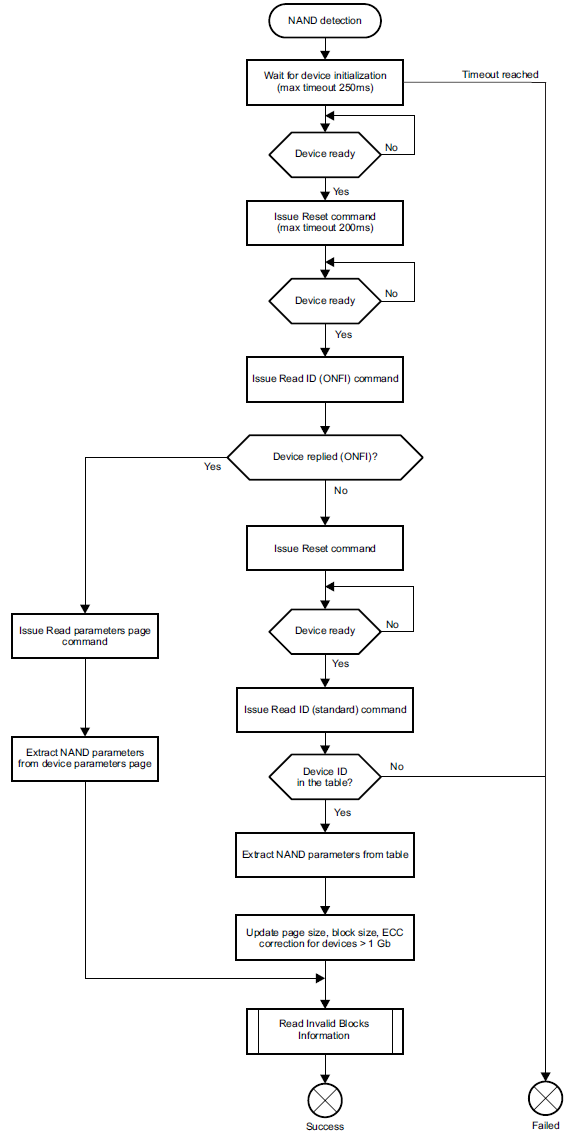 NAND detection
Wait for device initialization
(max timeout 250ms)
Timeout reached
Device ready
No
Yes
Issue Reset command
(max timeout 200ms)
Device ready
No
Yes
Issue Read ID (ONFI) command
Device replied (ONFI)?
Yes
No
Issue Reset command
Device ready
No
Issue Read parameters page
command
Yes
Issue Read ID (standard) command
Extract NAND parameters
from device parameters page
Device ID
in the table?
No
Yes
Extract NAND parameters from table
Update page size, block size, ECC
correction for devices > 1 Gb
Read Invalid Blocks
Information
Success
Failed